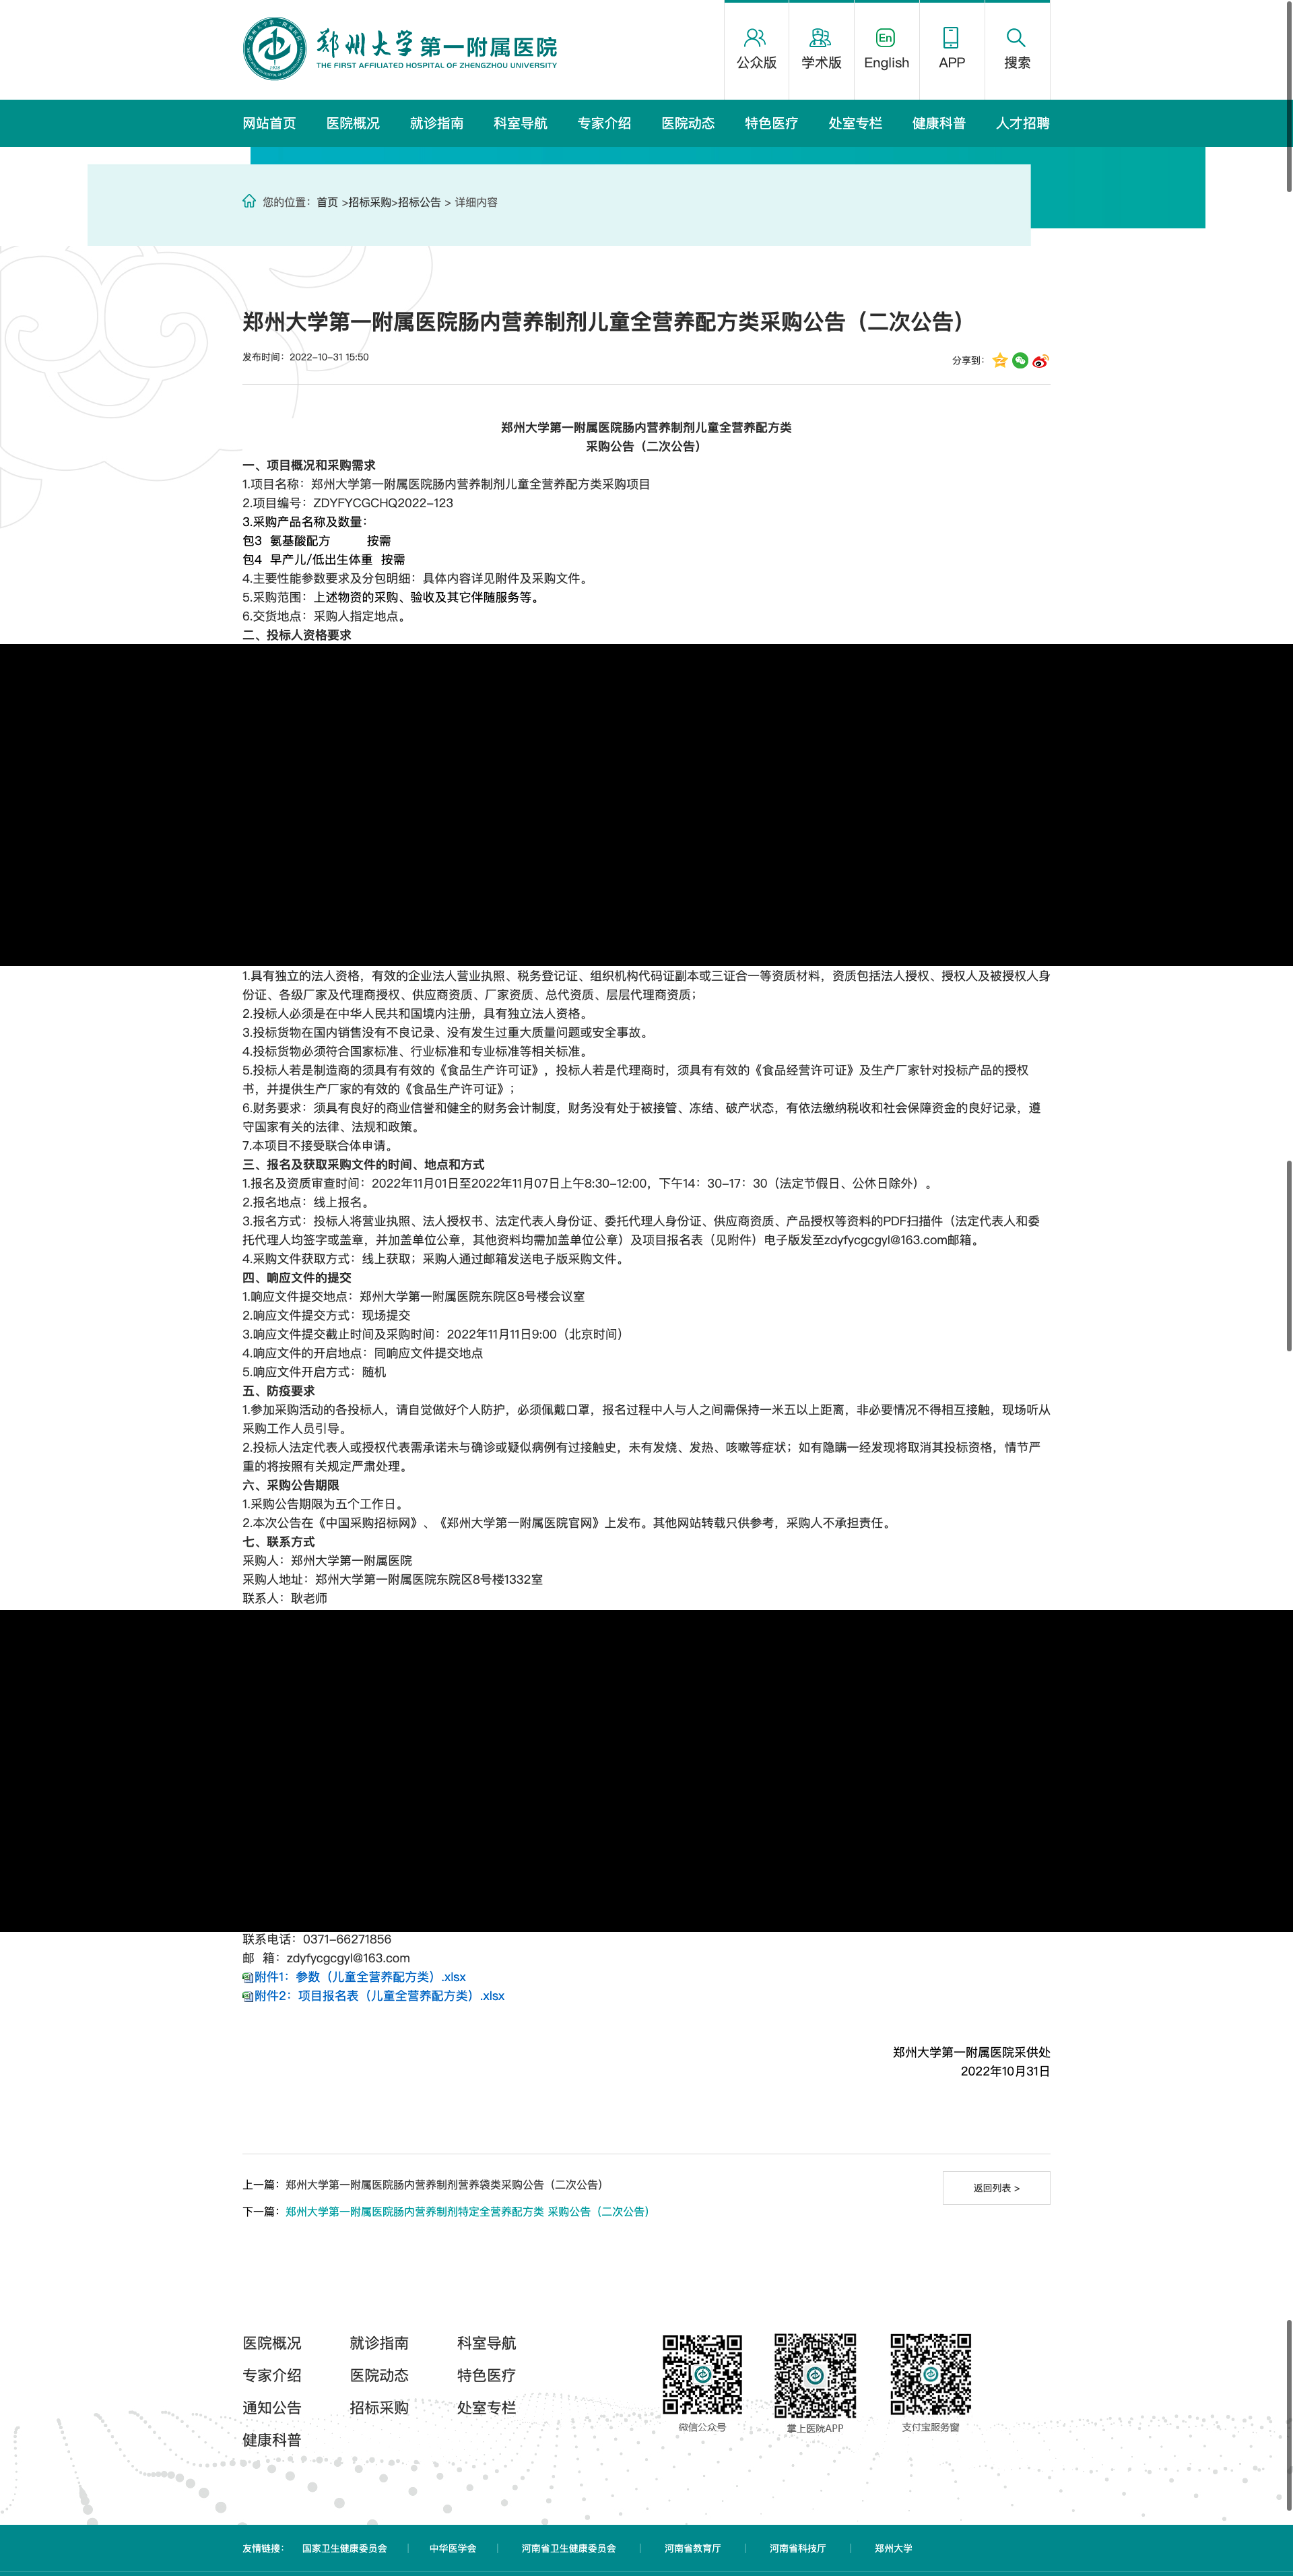 郑州大学第一附属医院
THE FIRST AFFILIATED HOSPITAL OF ZHENGZHOU UNIVERSITY
公众版
学术版
En
English
APP
搜索
网站首页 医院概况 就诊指南 科室导航 专家介绍 医院动态 特色医疗 处室专栏 健康科普 人才招聘
您的位置：首页 >招标采购>招标公告 > 详细内容
郑州大学第一附属医院肠内营养制剂儿童全营养配方类采购公告（二次公告）
发布时间：2022-10-31 15:50
分享到：
郑州大学第一附属医院肠内营养制剂儿童全营养配方类
采购公告（二次公告）
一、项目概况和采购需求
1.项目名称：郑州大学第一附属医院肠内营养制剂儿童全营养配方类采购项目
2.项目编号：ZDYFYCGCHQ2022-123
3.采购产品名称及数量：
包3 氨基酸配方 按需
包4 早产儿/低出生体重 按需
4.主要性能参数要求及分包明细：具体内容详见附件及采购文件。
5.采购范围：上述物资的采购、验收及其它伴随服务等。
6.交货地点：采购人指定地点。
二、投标人资格要求
1.具有独立的法人资格，有效的企业法人营业执照、税务登记证、组织机构代码证副本或三证合一等资质材料，资质包括法人授权、授权人及被授权人身
份证、各级厂家及代理商授权、供应商资质、厂家资质、总代资质、层层代理商资质；
2.投标人必须是在中华人民共和国境内注册，具有独立法人资格。
3.投标货物在国内销售没有不良记录、没有发生过重大质量问题或安全事故。
4.投标货物必须符合国家标准、行业标准和专业标准等相关标准。
5.投标人若是制造商的须具有有效的《食品生产许可证》，投标人若是代理商时，须具有有效的《食品经营许可证》及生产厂家针对投标产品的授权
书，并提供生产厂家的有效的《食品生产许可证》；
6.财务要求：须具有良好的商业信誉和健全的财务会计制度，财务没有处于被接管、冻结、破产状态，有依法缴纳税收和社会保障资金的良好记录，遵
守国家有关的法律、法规和政策。
7.本项目不接受联合体申请。
三、报名及获取采购文件的时间、地点和方式
1.报名及资质审查时间：2022年11月01日至2022年11月07日上午8:30-12:00，下午14：30-17：30（法定节假日、公休日除外）。
2.报名地点：线上报名。
3.报名方式：投标人将营业执照、法人授权书、法定代表人身份证、委托代理人身份证、供应商资质、产品授权等资料的PDF扫描件（法定代表人和委
托代理人均签字或盖章，并加盖单位公章，其他资料均需加盖单位公章）及项目报名表（见附件）电子版发至zdyfycgcgyl@163.com邮箱。
4.采购文件获取方式：线上获取；采购人通过邮箱发送电子版采购文件。
四、响应文件的提交
1.响应文件提交地点：郑州大学第一附属医院东院区8号楼会议室
2.响应文件提交方式：现场提交
3.响应文件提交截止时间及采购时间：2022年11月11日9:00（北京时间）
4.响应文件的开启地点：同响应文件提交地点
5.响应文件开启方式：随机
五、防疫要求
1.参加采购活动的各投标人，请自觉做好个人防护，必须佩戴口罩，报名过程中人与人之间需保持一米五以上距离，非必要情况不得相互接触，现场听从
采购工作人员引导。
2.投标人法定代表人或授权代表需承诺未与确诊或疑似病例有过接触史，未有发烧、发热、咳嗽等症状；如有隐瞒一经发现将取消其投标资格，情节严
重的将按照有关规定严肃处理。
六、采购公告期限
1.采购公告期限为五个工作日。
2.本次公告在《中国采购招标网》、《郑州大学第一附属医院官网》上发布。其他网站转载只供参考，采购人不承担责任。
七、联系方式
采购人：郑州大学第一附属医院
采购人地址：郑州大学第一附属医院东院区8号楼1332室
联系人：耿老师
联系电话：0371-66271856
邮 箱：zdyfycgcgyl@163.com
附件1：参数（儿童全营养配方类）.xlsx
附件2：项目报名表（儿童全营养配方类）.xlsx
郑州大学第一附属医院采供处
2022年10月31日
上一篇：郑州大学第一附属医院肠内营养制剂营养袋类采购公告（二次公告）
返回列表 >
下一篇：郑州大学第一附属医院肠内营养制剂特定全营养配方类 采购公告（二次公告）
医院概况 就诊指南 科室导航
专家介绍 医院动态 特色医疗
通知公告 招标采购 处室专栏
健康科普
微信公众号
掌上医院APP
支付宝服务窗
友情链接： 国家卫生健康委员会 | 中华医学会 | 河南省卫生健康委员会 | 河南省教育厅 | 河南省科技厅 | 郑州大学